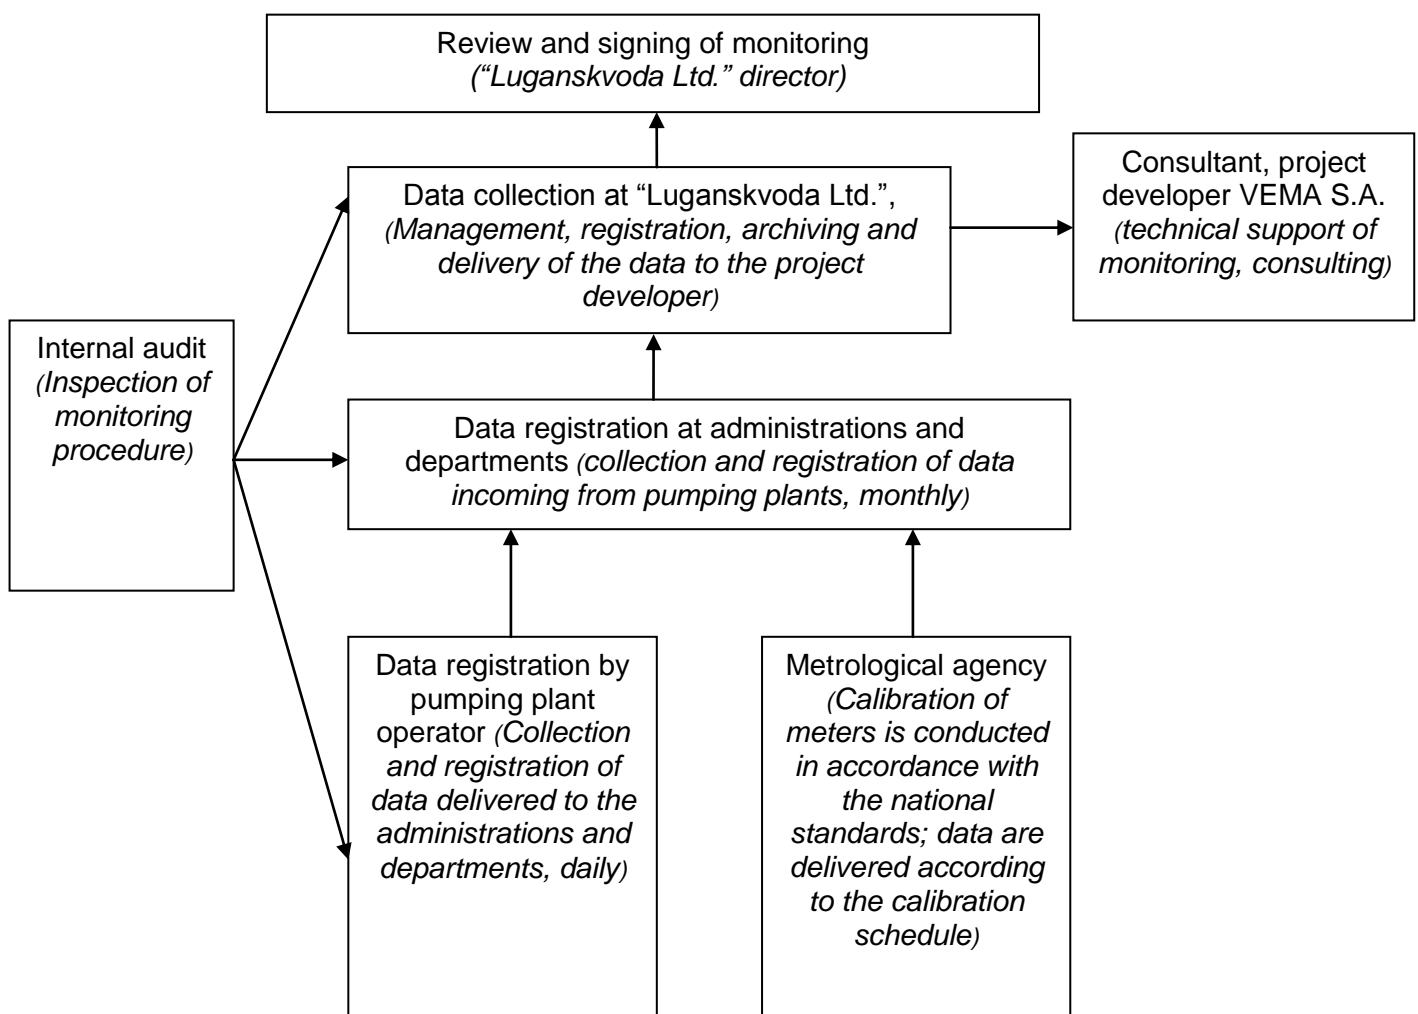 Review and signing of monitoring
(“Luganskvoda Ltd.” director)
Data collection at “Luganskvoda Ltd.”,
(Management, registration, archiving and
delivery of the data to the project
developer)
Consultant, project
developer VEMA S.A.
(technical support of
monitoring, consulting)
Internal audit
(Inspection of
monitoring
procedure)
Data registration at administrations and
departments (collection and registration of data
incoming from pumping plants, monthly)
Data registration by
pumping plant
operator (Collection
and registration of
data delivered to the
administrations and
departments, daily)
Metrological agency
(Calibration of
meters is conducted
in accordance with
the national
standards; data are
delivered according
to the calibration
schedule)